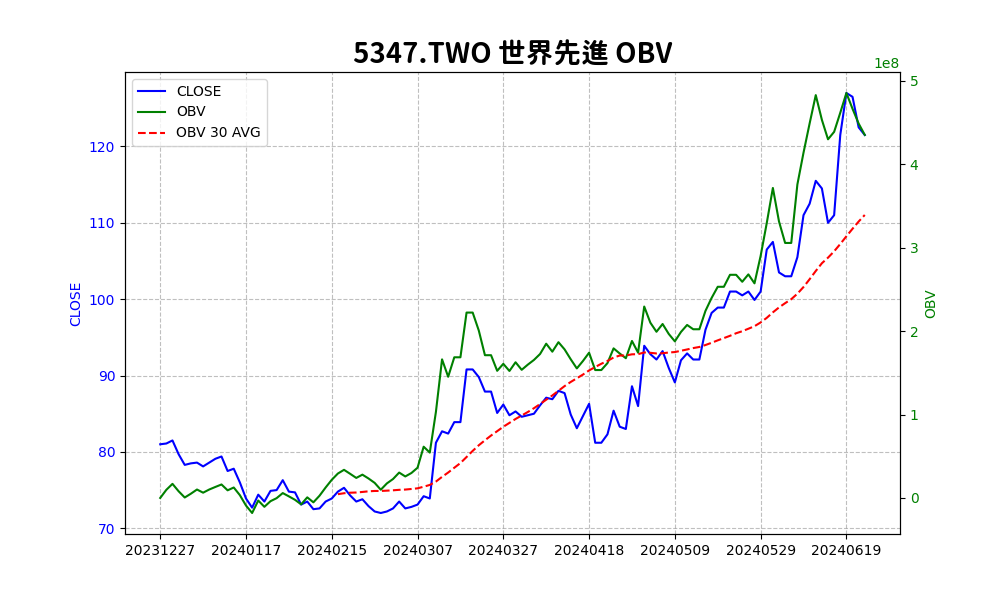 5347.TWO 世界先進 OBV
1e8
CLOSE
OBV
OBV 30 AVG
CLOSE
120
110
100
90
80
70
5
4
3
2
1
0
OBV
20231227 20240117 20240215 20240307 20240327 20240418 20240509 20240529 20240619